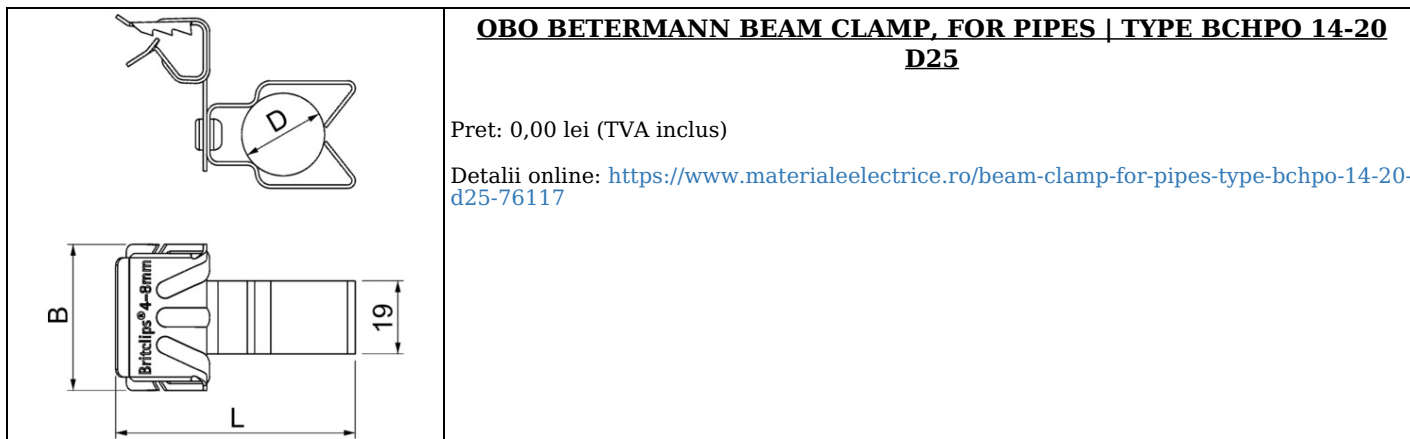 D
B
Britclips® 4-8mm
19
L
OBO BETERMANN BEAM CLAMP, FOR PIPES | TYPE BCHPO 14-20
D25
Pret: 0,00 lei (TVA inclus)
Detalii online: https://www.materialeelectrice.ro/beam-clamp-for-pipes-type-bchpo-14-20-
d25-76117